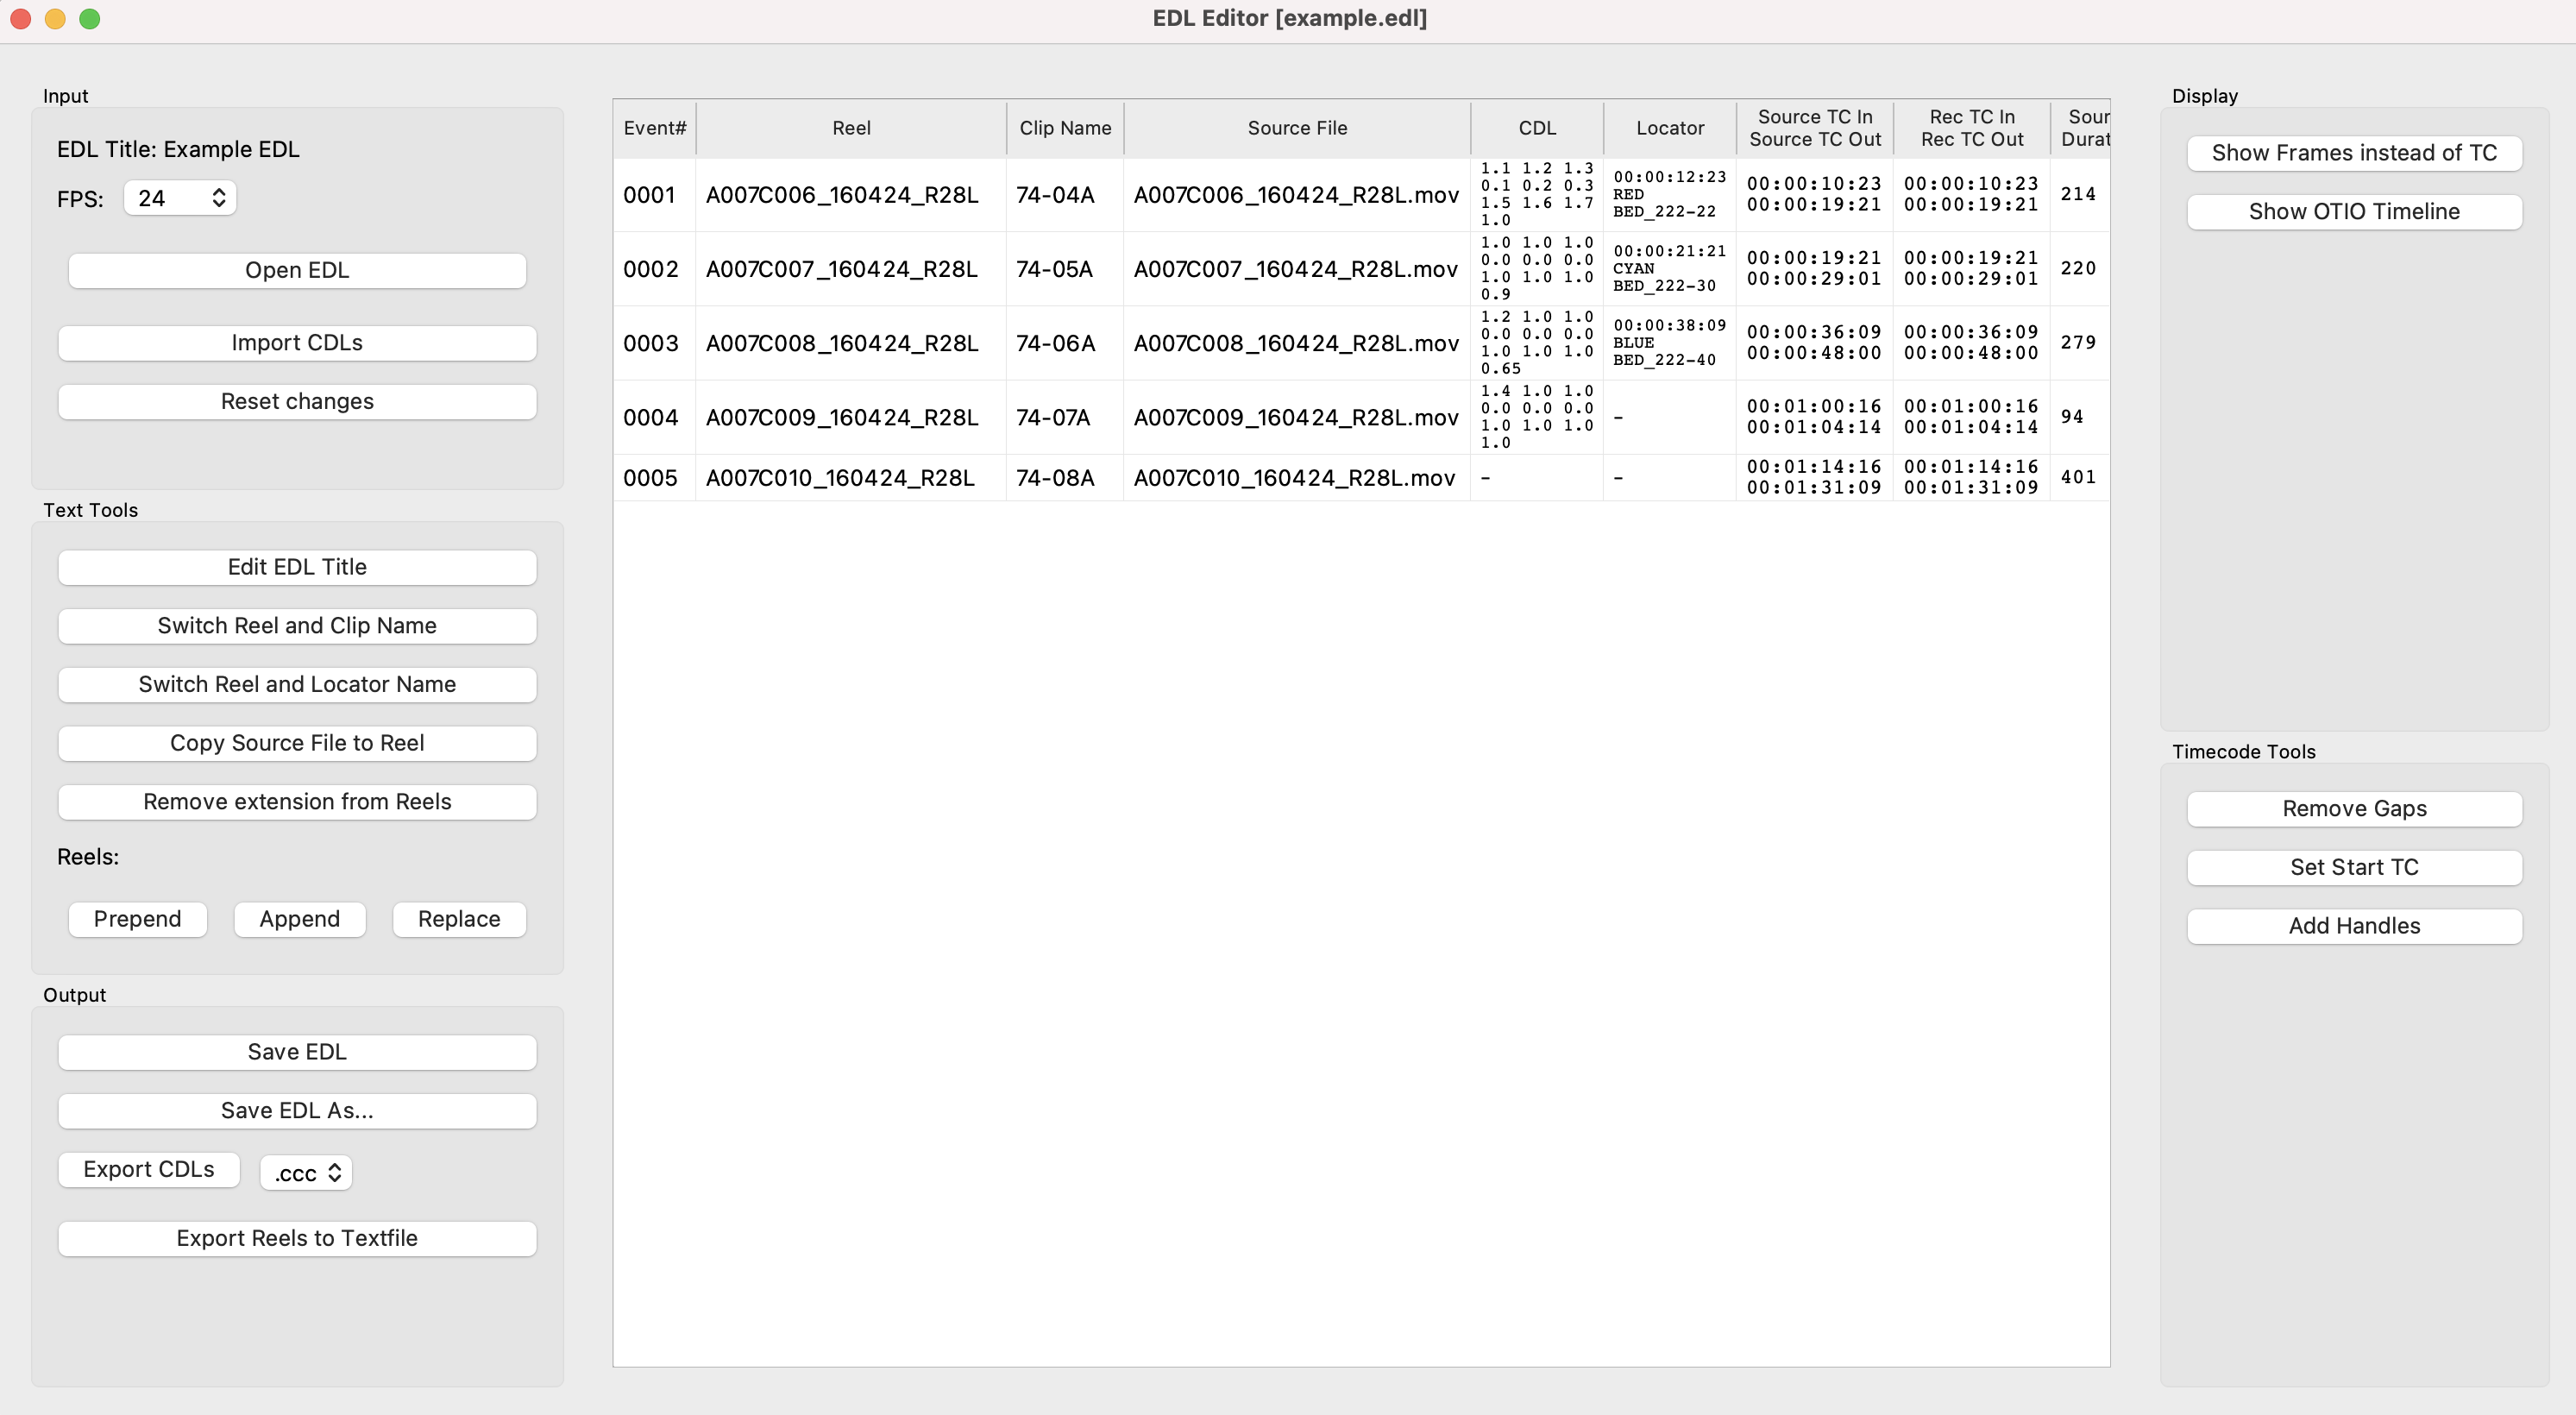 EDL Editor [example.edl]
Input
EDL Title: Example EDL
FPS: 24
Open EDL
Import CDLs
Reset changes
Text Tools
Edit EDL Title
Switch Reel and Clip Name
Switch Reel and Locator Name
Copy Source File to Reel
Remove extension from Reels
Reels:
Prepend Append Replace
Output
Save EDL
Save EDL As...
Export CDLs .ccc
Export Reels to Textfile
Event# Reel Clip Name Source File CDL Locator Source TC In Rec TC In Sour
Source TC Out Rec TC Out Durat
0001 A007C006_160424_R28L 74-04A A007C006_160424_R28L.mov
1.1 1.2 1.3
0.1 0.2 0.3
1.5 1.6 1.7
1.0
00:00:12:23
RED
BED_222-22
00:00:10:23 00:00:10:23
00:00:19:21 00:00:19:21
214
0002 A007C007_160424_R28L 74-05A A007C007_160424_R28L.mov
1.0 1.0 1.0
0.0 0.0 0.0
1.0 1.0 1.0
0.9
00:00:21:21
CYAN
BED_222-30
00:00:19:21 00:00:19:21
00:00:29:01 00:00:29:01
220
0003 A007C008_160424_R28L 74-06A A007C008_160424_R28L.mov
1.2 1.0 1.0
0.0 0.0 0.0
1.0 1.0 1.0
0.65
00:00:38:09
BLUE
BED_222-40
00:00:36:09 00:00:36:09
00:00:48:00 00:00:48:00
279
0004 A007C009_160424_R28L 74-07A A007C009_160424_R28L.mov
1.4 1.0 1.0
0.0 0.0 0.0
1.0 1.0 1.0
1.0
-
00:01:00:16 00:01:00:16
00:01:04:14 00:01:04:14
94
0005 A007C010_160424_R28L 74-08A A007C010_160424_R28L.mov - -
00:01:14:16 00:01:14:16
00:01:31:09 00:01:31:09
401
Display
Show Frames instead of TC
Show OTIO Timeline
Timecode Tools
Remove Gaps
Set Start TC
Add Handles